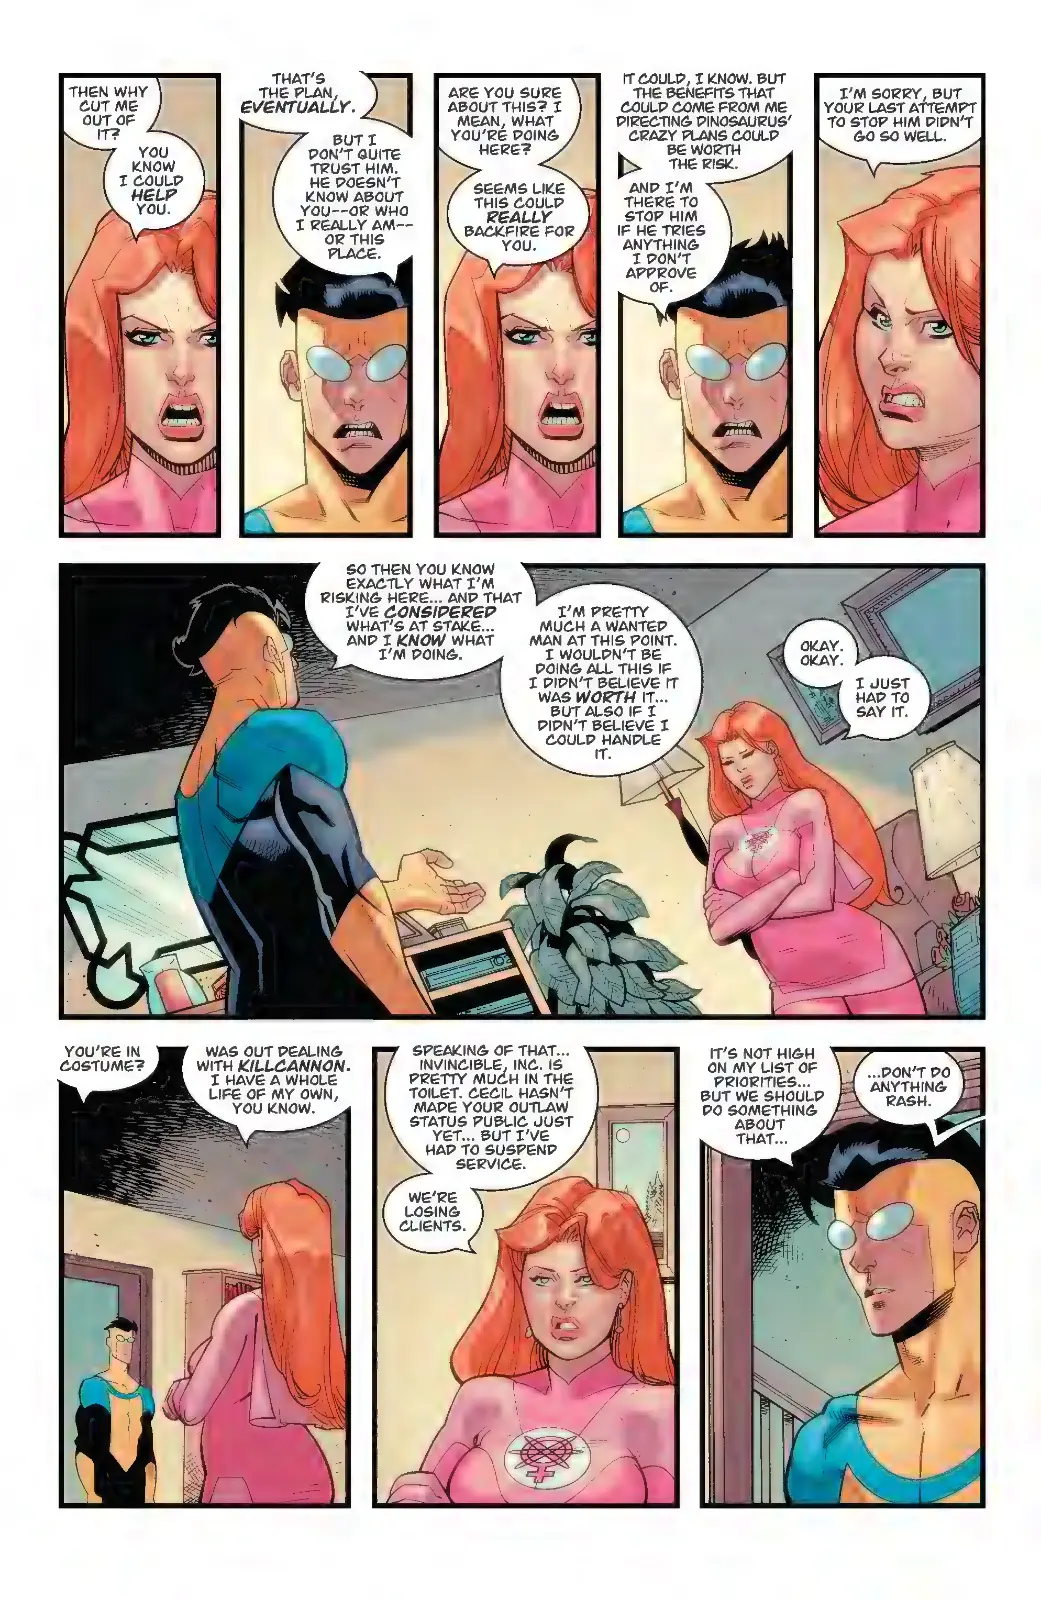 THEN WHY
CUT ME
OUT OF
IT?
YOU
KNOW
I COULD
HELP
YOU.
THAT'S
THE PLAN,
EVENTUALLY.
BUT I
DON'T QUITE
TRUST HIM.
HE DOESN'T
KNOW ABOUT
YOU--OR WHO
I REALLY AM--
OR THIS
PLACE.
ARE YOU SURE
ABOUT THIS? I
MEAN, WHAT
YOU'RE DOING
HERE?
SEEMS LIKE
THIS COULD
REALLY
BACKFIRE FOR
YOU.
IT COULD, I KNOW. BUT
THE BENEFITS THAT
COULD COME FROM ME
DIRECTING DINOSAURUS'
CRAZY PLANS COULD
BE WORTH
THE RISK.
AND I'M
THERE TO
STOP HIM
IF HE TRIES
ANYTHING
I DON'T
APPROVE
OF.
I'M SORRY, BUT
YOUR LAST ATTEMPT
TO STOP HIM DIDN'T
GO SO WELL.
SO THEN YOU KNOW
EXACTLY WHAT I'M
RISKING HERE... AND THAT
I'VE CONSIDERED
WHAT'S AT STAKE...
AND I KNOW WHAT
I'M DOING.
I'M PRETTY
MUCH A WANTED
MAN AT THIS POINT.
I WOULDN'T BE
DOING ALL THIS IF
I DIDN'T BELIEVE IT
WAS WORTH IT...
BUT ALSO IF I
DIDN'T BELIEVE I
COULD HANDLE
IT.
OKAY.
OKAY.
I JUST
HAD TO
SAY IT.
YOU'RE IN
COSTUME?
WAS OUT DEALING
WITH KILLCANNON.
I HAVE A WHOLE
LIFE OF MY OWN,
YOU KNOW.
SPEAKING OF THAT...
INVINCIBLE, INC. IS
PRETTY MUCH IN THE
TOILET. CECIL HASN'T
MADE YOUR OUTLAW
STATUS PUBLIC JUST
YET... BUT I'VE
HAD TO SUSPEND
SERVICE.
WE'RE
LOSING
CLIENTS.
IT'S NOT HIGH
ON MY LIST OF
PRIORITIES...
BUT WE SHOULD
DO SOMETHING
ABOUT
THAT...
...DON'T DO
ANYTHING
RASH.